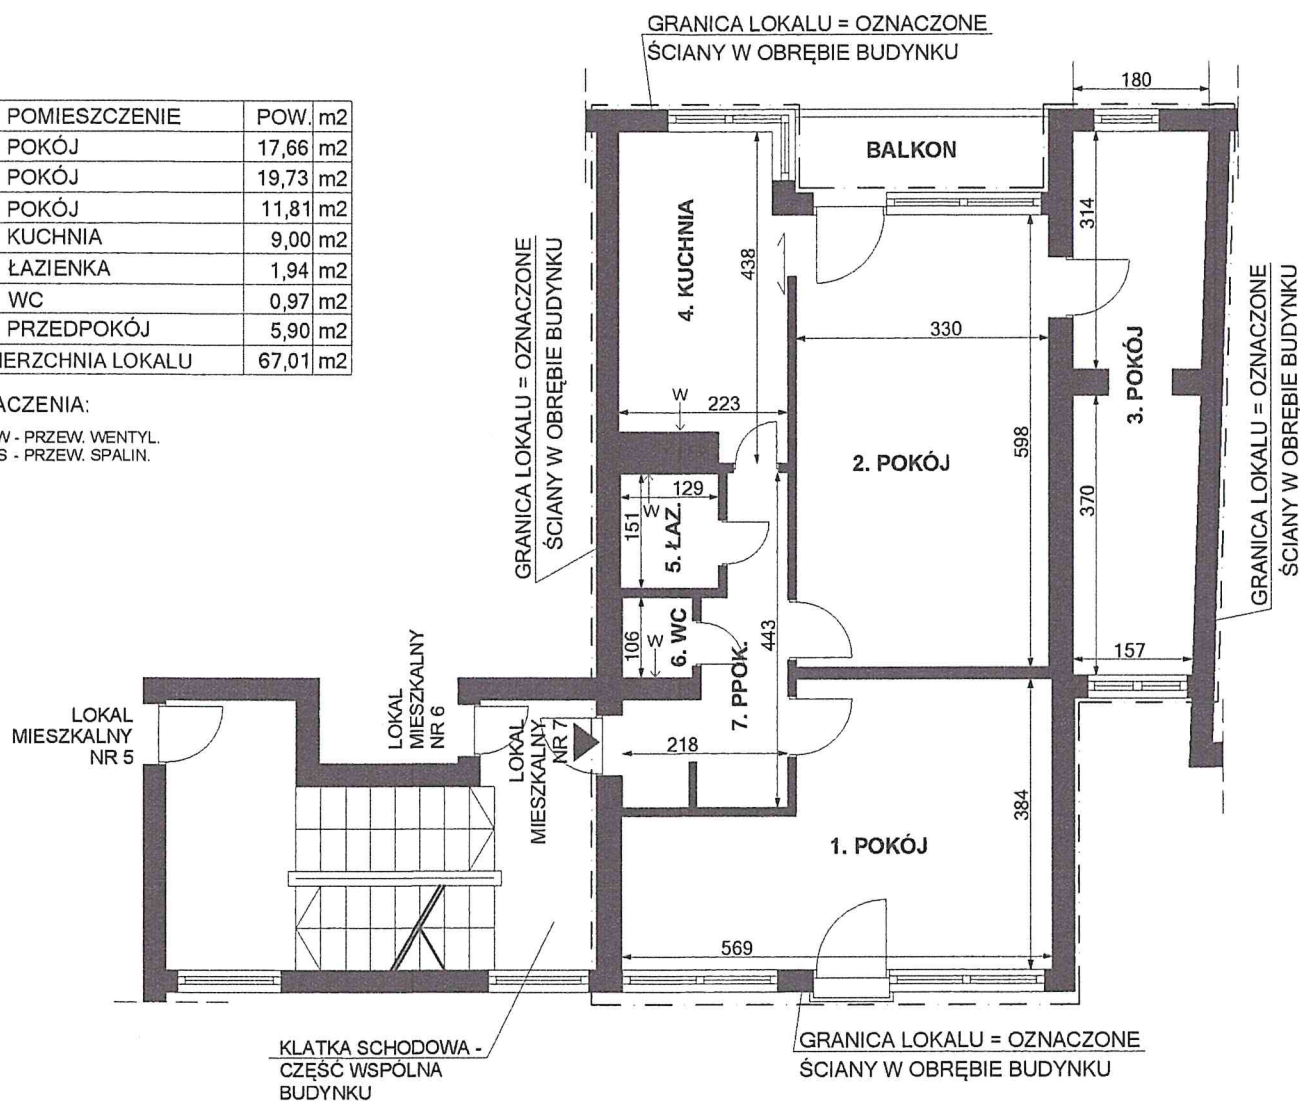 GRANICA LOKALU = OZNACZONE
ŚCIANY W OBRĘBIE BUDYNKU
POMIESZCZENIE POW. m2
POKÓJ 17,66 m2
POKÓJ 19,73 m2
POKÓJ 11,81 m2
KUCHNIA 9,00 m2
ŁAZIENKA 1,94 m2
WC 0,97 m2
PRZEDPOKÓJ 5,90 m2
IERZCHNIA LOKALU 67,01 m2
ACZENIA:
W - PRZEW. WENTYL.
S - PRZEW. SPALIN.
180
BALKON
314
4. KUCHNIA
438
GRANICA LOKALU = OZNACZONE
ŚCIANY W OBRĘBIE BUDYNKU
330
3. POKÓJ
GRANICA LOKALU = OZNACZONE
ŚCIANY W OBRĘBIE BUDYNKU
W
223
598
2. POKÓJ
370
129
W
151
5. ŁAZ.
106
W
6. WC
443
7. PPOK.
157
LOKAL
MIESZKALNY
NR 5
LOKAL
MIESZKALNY
NR 6
LOKAL
MIESZKALNY
NR 7
218
384
1. POKÓJ
569
KLATKA SCHODOWA -
CZĘŚĆ WSPÓLNA
BUDYNKU
GRANICA LOKALU = OZNACZONE
ŚCIANY W OBRĘBIE BUDYNKU